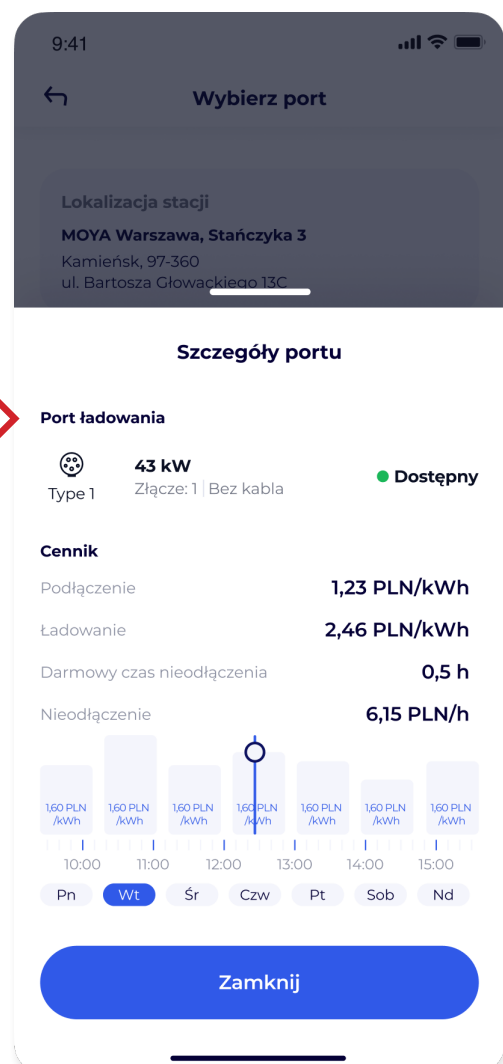 9:41
Wybierz port
Lokalizacja stacji
MOYA Warszawa, Stańczyka 3
Kamieńsk, 97-360
ul. Bartosza Głowackiego 13C
Szczegóły portu
Port ładowania
Type 1
43 kW
Złącze: 1 | Bez kabla
Dostępny
Cennik
Podłączenie 1,23 PLN/kWh
Ładowanie 2,46 PLN/kWh
Darmowy czas nieodłączenia 0,5 h
Nieodłączenie 6,15 PLN/h
1,60 PLN 1,60 PLN 1,60 PLN 1,60 PLN 1,60 PLN 1,60 PLN 1,60 PLN
/kWh /kWh /kWh /kWh /kWh /kWh /kWh
10:00 11:00 12:00 13:00 14:00 15:00
Pn Wt Śr Czw Pt Sob Nd
Zamknij